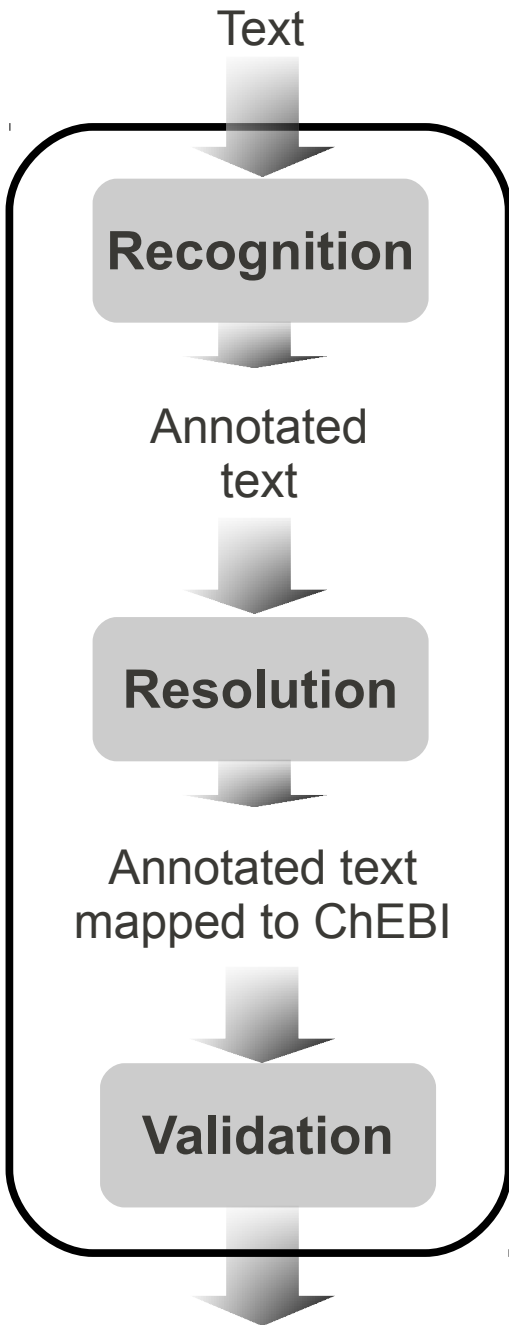 Text
Recognition
Annotated
text
Resolution
Annotated text
mapped to ChEBI
Validation